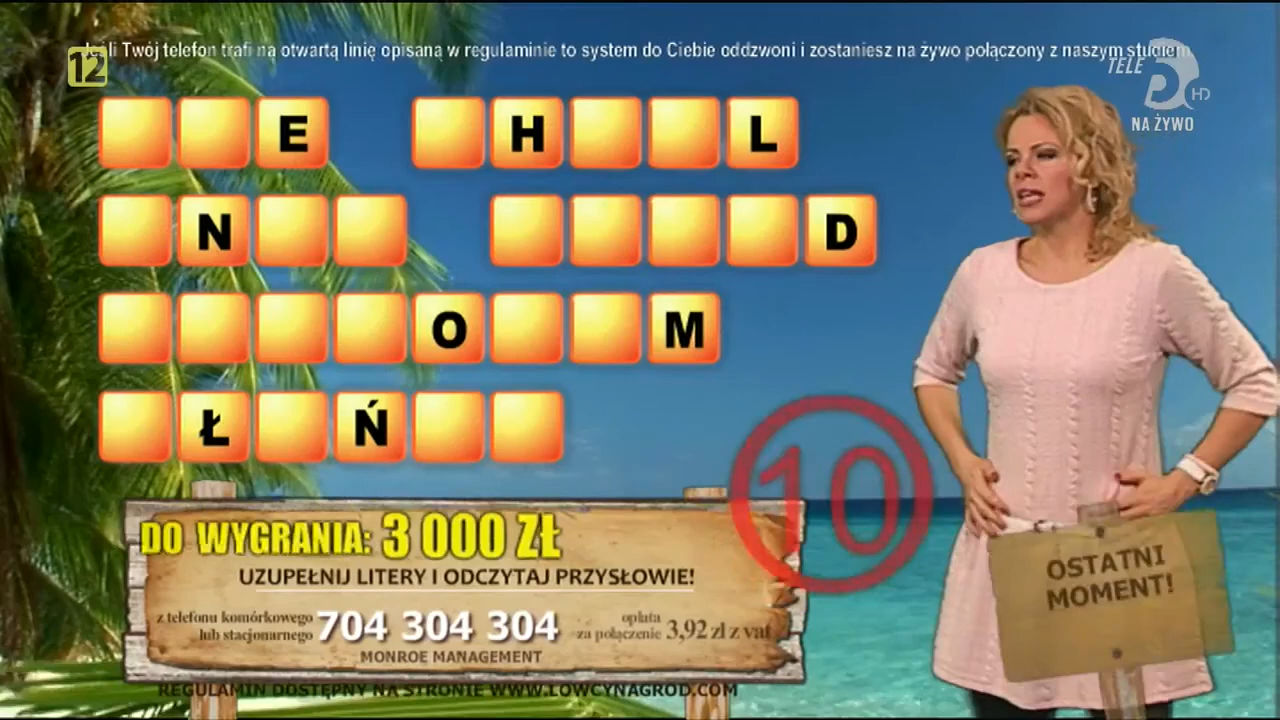 Jeśli Twój telefon trafi na otwartą linię opisaną w regulaminie to system do Ciebie oddzwoni i zostaniesz na żywo połączony z naszym studiem
12
TELE 5 HD
NA ŻYWO
E H L
N D
O M
Ł Ń
10
DO WYGRANIA: 3 000 ZŁ
UZUPEŁNIJ LITERY I ODCZYTAJ PRZYSŁOWIE!
z telefonu komórkowego
lub stacjonarnego 704 304 304 opłata
za połączenie 3,92 zł z vat
MONROE MANAGEMENT
OSTATNI
MOMENT!
REGULAMIN DOSTĘPNY NA STRONIE WWW.LOWCYNAGROD.COM